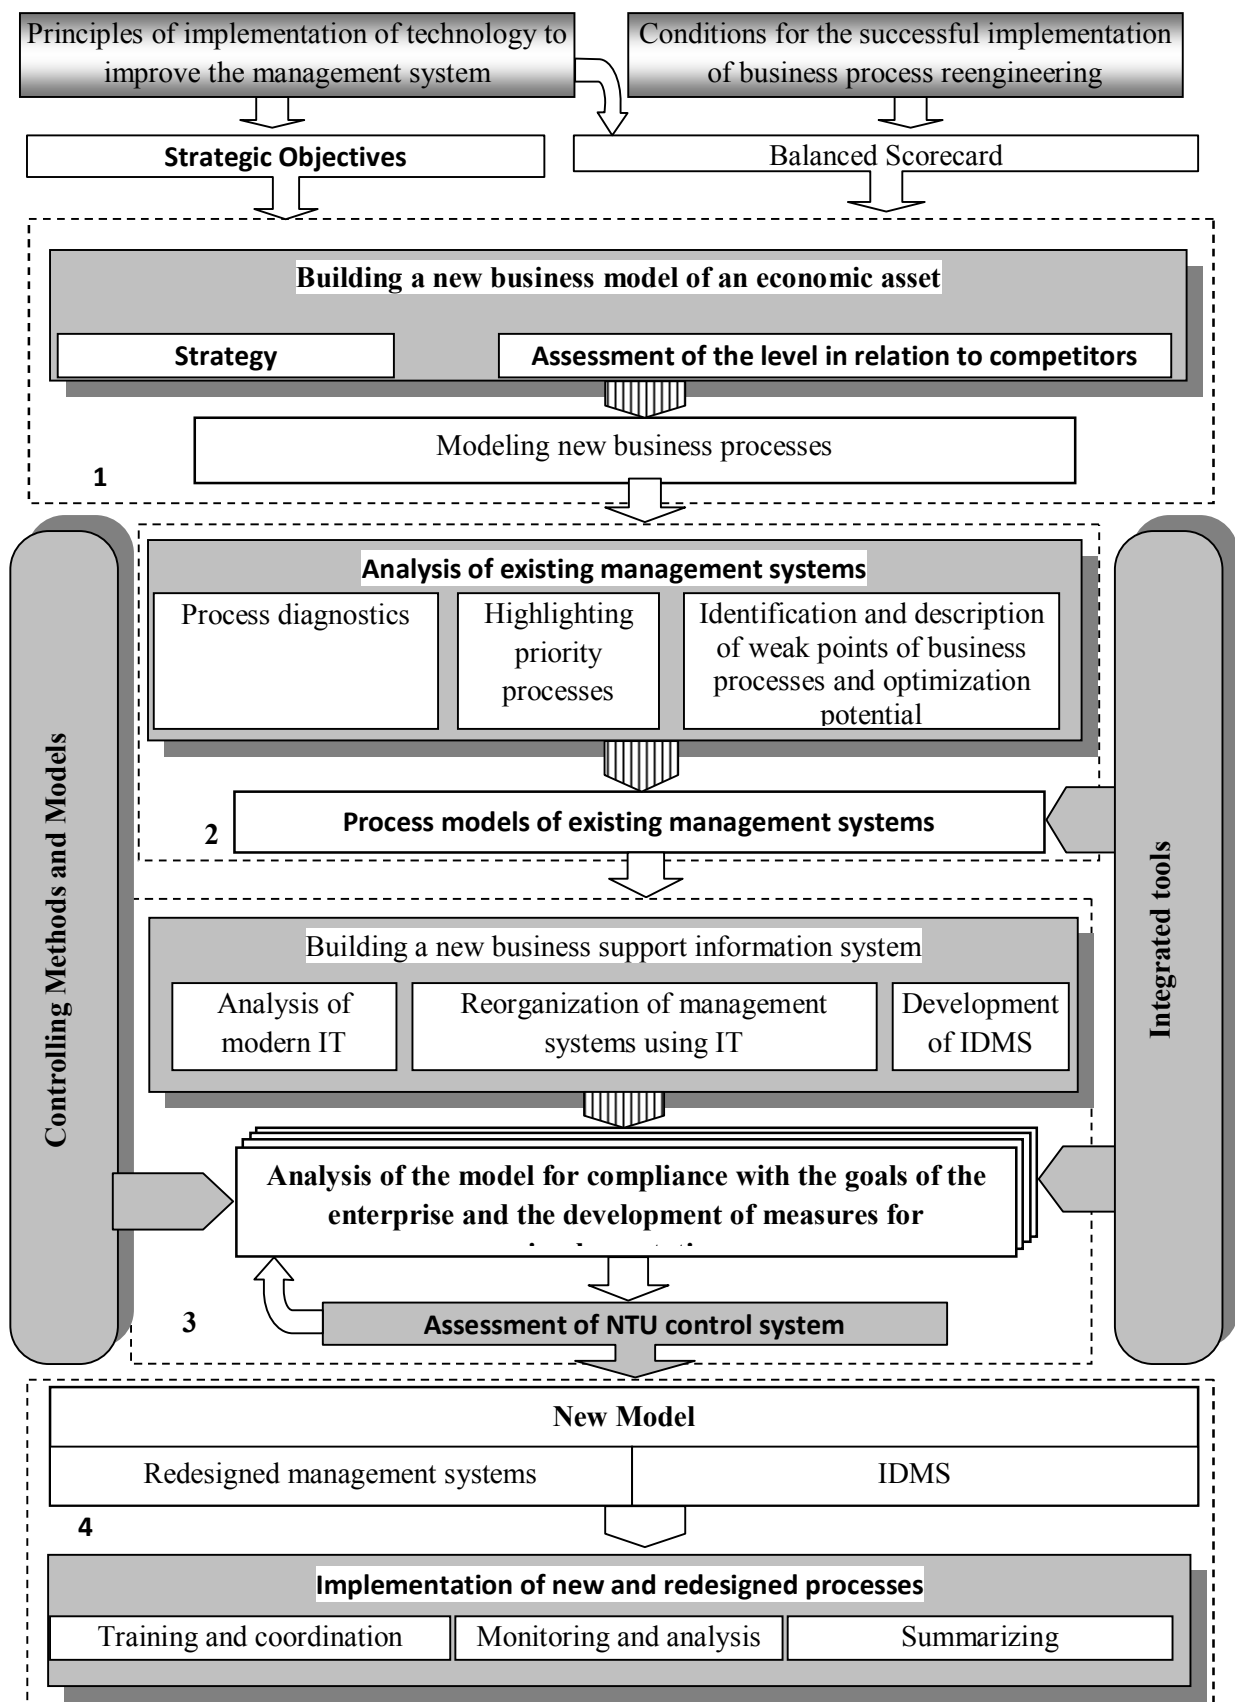 Principles of implementation of technology to
improve the management system
Conditions for the successful implementation
of business process reengineering
Strategic Objectives
Balanced Scorecard
Building a new business model of an economic asset
Strategy
Assessment of the level in relation to competitors
Modeling new business processes
1
Controlling Methods and Models
Integrated tools
Analysis of existing management systems
Process diagnostics
Highlighting
priority
processes
Identification and description
of weak points of business
processes and optimization
potential
2
Process models of existing management systems
Building a new business support information system
Analysis of
modern IT
Reorganization of management
systems using IT
Development
of IDMS
Analysis of the model for compliance with the goals of the
enterprise and the development of measures for
3
Assessment of NTU control system
New Model
Redesigned management systems
IDMS
4
Implementation of new and redesigned processes
Training and coordination
Monitoring and analysis
Summarizing